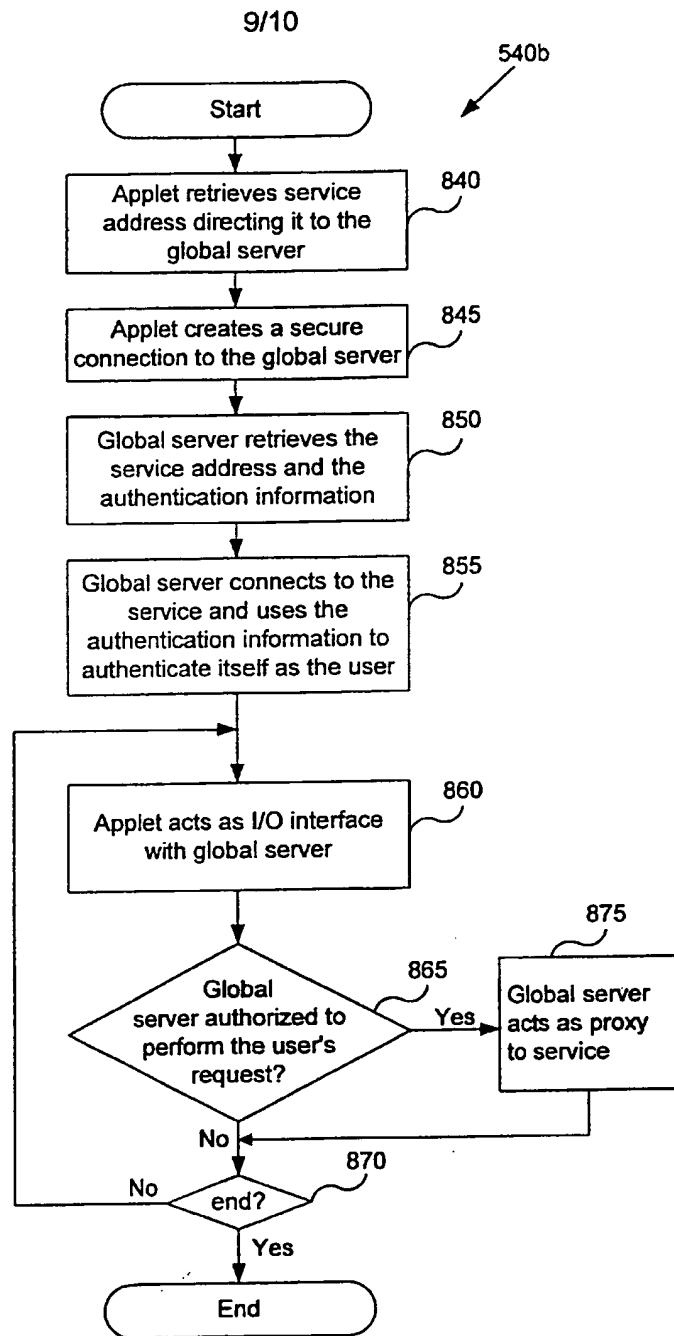 9/10
540b
Start
Applet retrieves service
address directing it to the
global server
840
Applet creates a secure
connection to the global server
845
Global server retrieves the
service address and the
authentication information
850
Global server connects to the
service and uses the
authentication information to
authenticate itself as the user
855
Applet acts as I/O interface
with global server
860
Global
server authorized to
perform the user's
request?
865
Yes
Global server
acts as proxy
to service
875
No
end?
870
No
Yes
End